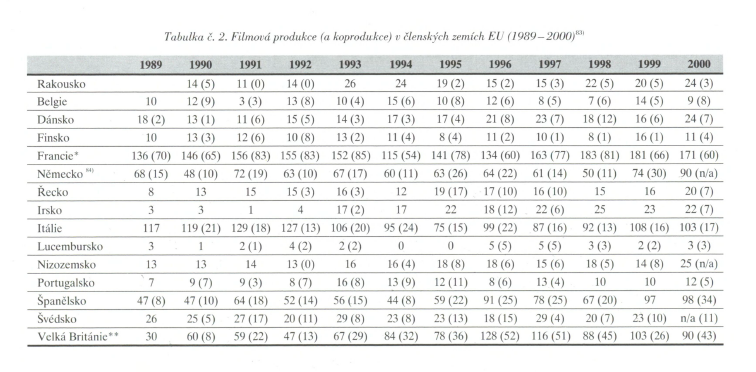 Tabulka č. 2. Filmová produkce (a koprodukce) v členských zemích EU (1989–2000)⁸³⁾
1989 1990 1991 1992 1993 1994 1995 1996 1997 1998 1999 2000
Rakousko 14 (5) 11 (0) 14 (0) 26 24 19 (2) 15 (2) 15 (3) 22 (5) 20 (5) 24 (3)
Belgie 10 12 (9) 3 (3) 13 (8) 10 (4) 15 (6) 10 (8) 12 (6) 8 (5) 7 (6) 14 (5) 9 (8)
Dánsko 18 (2) 13 (1) 11 (6) 15 (5) 14 (3) 17 (3) 17 (4) 21 (8) 23 (7) 18 (12) 16 (6) 24 (7)
Finsko 10 13 (3) 12 (6) 10 (8) 13 (2) 11 (4) 8 (4) 11 (2) 10 (1) 8 (1) 16 (1) 11 (4)
Francie* 136 (70) 146 (65) 156 (83) 155 (83) 152 (85) 115 (54) 141 (78) 134 (60) 163 (77) 183 (81) 181 (66) 171 (60)
Německo ⁸⁴⁾ 68 (15) 48 (10) 72 (19) 63 (10) 67 (17) 60 (11) 63 (26) 64 (22) 61 (14) 50 (11) 74 (30) 90 (n/a)
Řecko 8 13 15 15 (3) 16 (3) 12 19 (17) 17 (10) 16 (10) 15 16 20 (7)
Irsko 3 3 1 4 17 (2) 17 22 18 (12) 22 (6) 25 23 22 (7)
Itálie 117 119 (21) 129 (18) 127 (13) 106 (20) 95 (24) 75 (15) 99 (22) 87 (16) 92 (13) 108 (16) 103 (17)
Lucembursko 3 1 2 (1) 4 (2) 2 (2) 0 0 5 (5) 5 (5) 3 (3) 2 (2) 3 (3)
Nizozemsko 13 13 14 13 (0) 16 16 (4) 18 (8) 18 (6) 15 (6) 18 (5) 14 (8) 25 (n/a)
Portugalsko 7 9 (7) 9 (3) 8 (7) 16 (8) 13 (9) 12 (11) 8 (6) 13 (4) 10 10 12 (5)
Španělsko 47 (8) 47 (10) 64 (18) 52 (14) 56 (15) 44 (8) 59 (22) 91 (25) 78 (25) 67 (20) 97 98 (34)
Švédsko 26 25 (5) 27 (17) 20 (11) 29 (8) 23 (8) 23 (13) 18 (15) 29 (4) 20 (7) 23 (10) n/a (11)
Velká Británie** 30 60 (8) 59 (22) 47 (13) 67 (29) 84 (32) 78 (36) 128 (52) 116 (51) 88 (45) 103 (26) 90 (43)